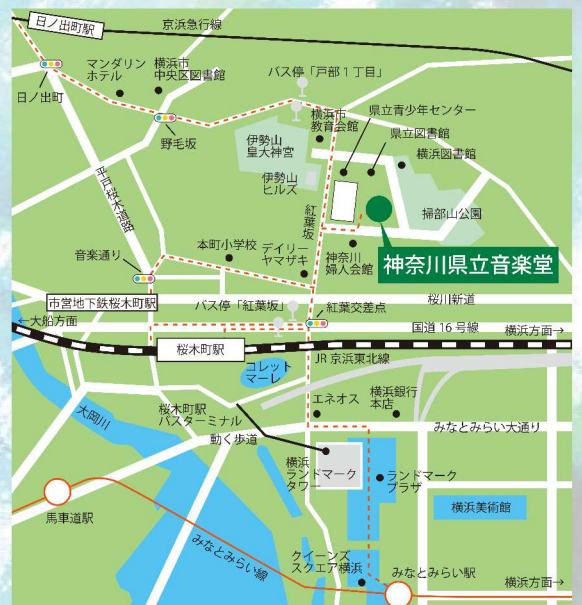 日ノ出町駅
京浜急行線
マンダリン
ホテル
横浜市
中央区図書館
バス停「戸部１丁目」
日ノ出町
野毛坂
横浜市
教育会館
県立青少年センター
県立図書館
横浜図書館
伊勢山
皇大神宮
伊勢山
ヒルズ
平戸桜木道路
紅葉坂
掃部山公園
本町小学校
デイリー
ヤマザキ
神奈川
婦人会館
神奈川県立音楽堂
音楽通り
市営地下鉄桜木町駅
バス停「紅葉坂」
紅葉交差点
桜川新道
←大船方面
国道16号線
横浜方面→
桜木町駅
JR京浜東北線
コレット
マーレ
エネオス
横浜銀行
本店
桜木町駅
バスターミナル
大岡川
動く歩道
みなとみらい大通り
横浜
ランドマーク
タワー
ランドマーク
プラザ
横浜美術館
馬車道駅
みなとみらい線
クイーンズ
スクエア横浜
みなとみらい駅
横浜方面→